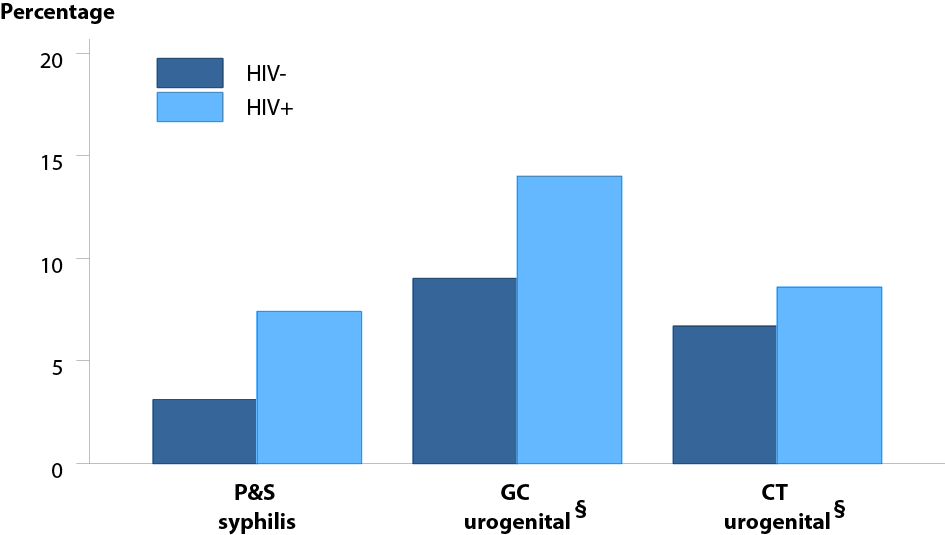 Percentage
20
HIV-
HIV+
15
10
5
0
P&S
syphilis
GC
urogenital§
CT
urogenital§